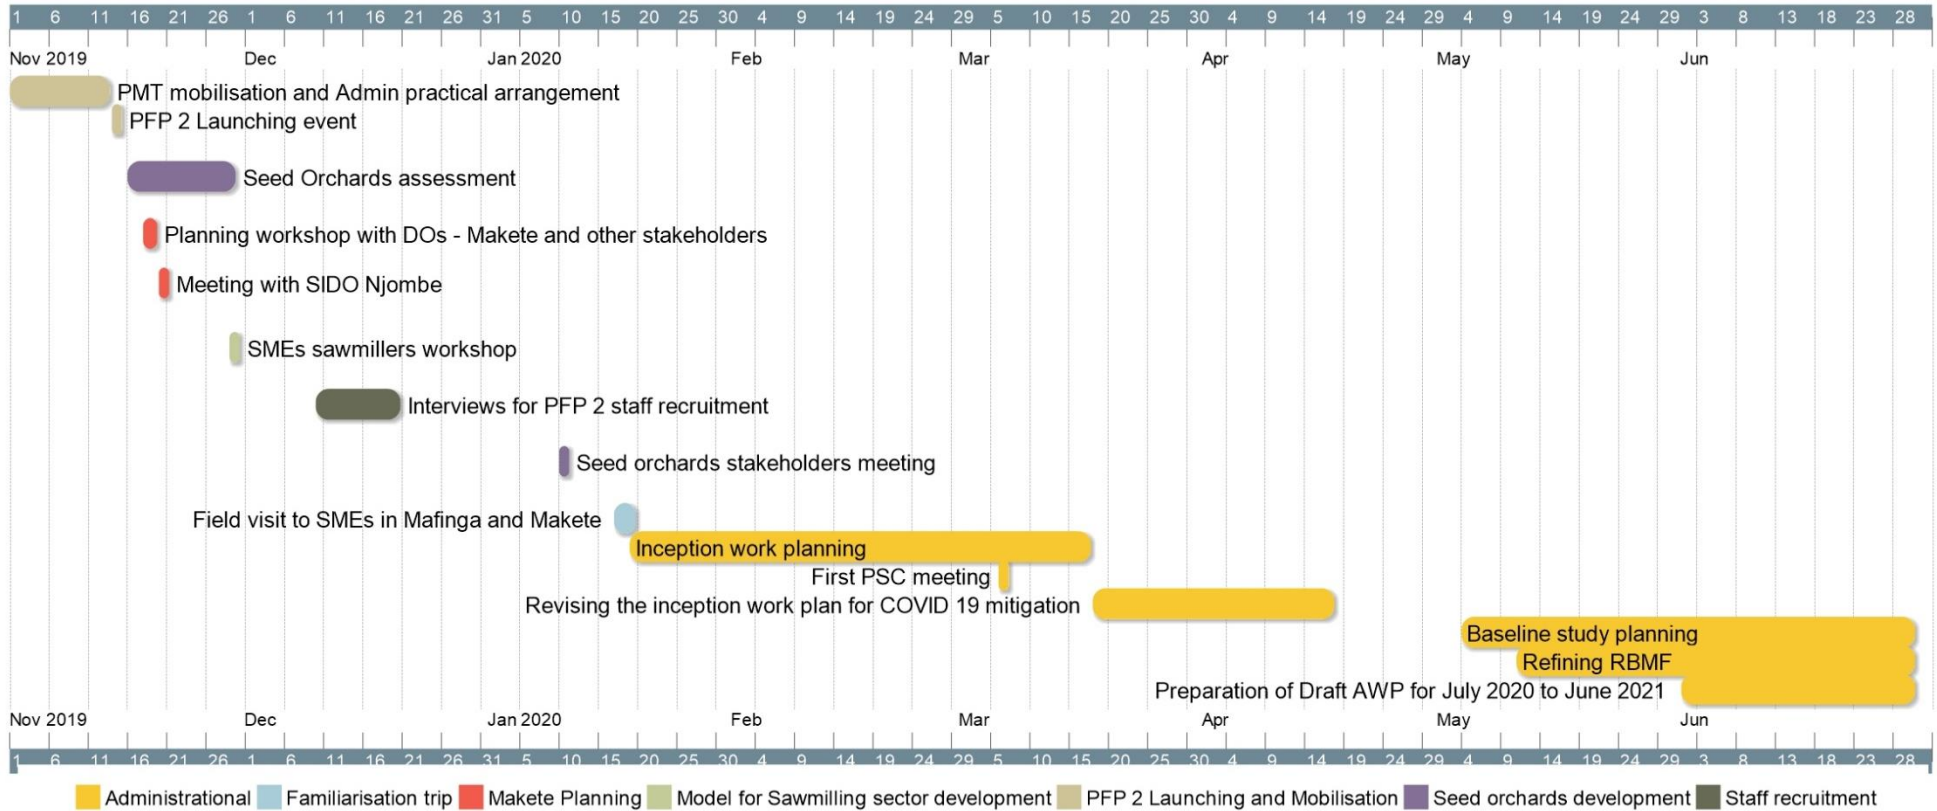 1 6 11 16 21 26 1 6 11 16 21 26 31 5 10 15 20 25 30 4 9 14 19 24 29 5 10 15 20 25 30 4 9 14 19 24 29 4 9 14 19 24 29 3 8 13 18 23 28
Nov 2019 Dec Jan 2020 Feb Mar Apr May Jun
PMT mobilisation and Admin practical arrangement
PFP 2 Launching event
Seed Orchards assessment
Planning workshop with DOs - Makete and other stakeholders
Meeting with SIDO Njombe
SMEs sawmillers workshop
Interviews for PFP 2 staff recruitment
Seed orchards stakeholders meeting
Field visit to SMEs in Mafinga and Makete
Inception work planning
First PSC meeting
Revising the inception work plan for COVID 19 mitigation
Baseline study planning
Refining RBMF
Preparation of Draft AWP for July 2020 to June 2021
Nov 2019 Dec Jan 2020 Feb Mar Apr May Jun
1 6 11 16 21 26 1 6 11 16 21 26 31 5 10 15 20 25 30 4 9 14 19 24 29 5 10 15 20 25 30 4 9 14 19 24 29 4 9 14 19 24 29 3 8 13 18 23 28
Administrational Familiarisation trip Makete Planning Model for Sawmilling sector development PFP 2 Launching and Mobilisation Seed orchards development Staff recruitment